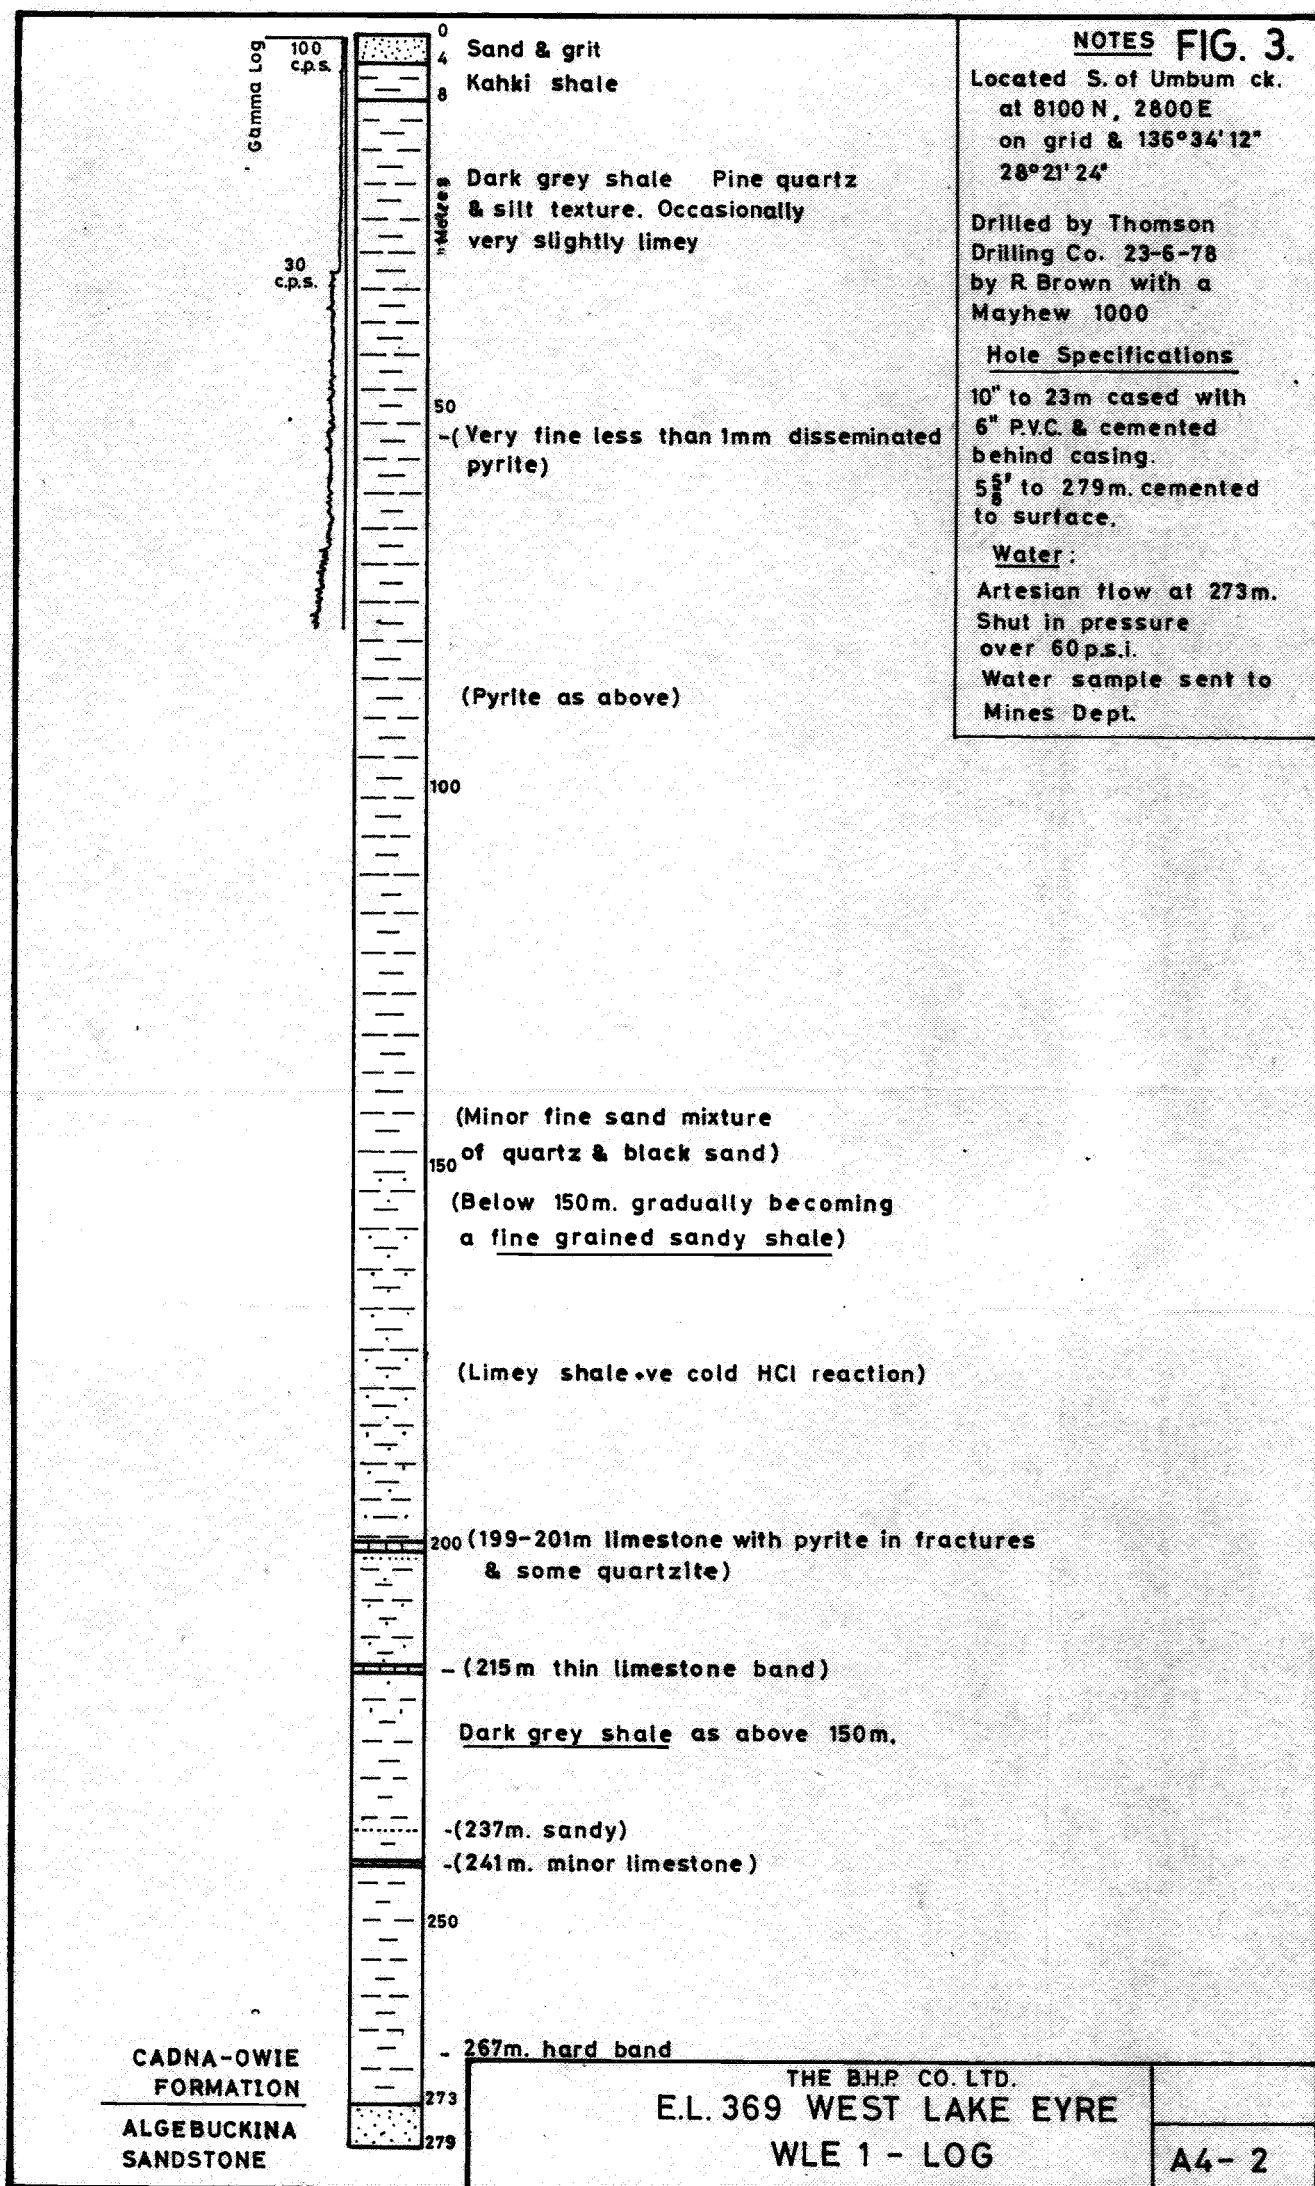 Gamma Log
100
c.p.s.
30
c.p.s.
0
4
8
Metres
50
100
150
200
250
273
279
Sand & grit
Kahki shale
Dark grey shale Pine quartz
& silt texture. Occasionally
very slightly limey
-(Very fine less than 1mm disseminated
pyrite)
(Pyrite as above)
(Minor fine sand mixture
of quartz & black sand)
(Below 150m. gradually becoming
a fine grained sandy shale)
(Limey shale +ve cold HCl reaction)
(199-201m limestone with pyrite in fractures
& some quartzite)
- (215m thin limestone band)
Dark grey shale as above 150m.
-(237m. sandy)
-(241m. minor limestone)
- 267m. hard band
CADNA-OWIE
FORMATION
ALGEBUCKINA
SANDSTONE
NOTES FIG. 3.
Located S. of Umbum ck.
at 8100 N, 2800 E
on grid & 136°34'12"
28°21'24"
Drilled by Thomson
Drilling Co. 23-6-78
by R Brown with a
Mayhew 1000
Hole Specifications
10" to 23m cased with
6" P.V.C. & cemented
behind casing.
5⅝" to 279m. cemented
to surface.
Water:
Artesian flow at 273m.
Shut in pressure
over 60 p.s.i.
Water sample sent to
Mines Dept.
THE B.H.P. CO. LTD.
E.L. 369 WEST LAKE EYRE
WLE 1 - LOG
A4- 2